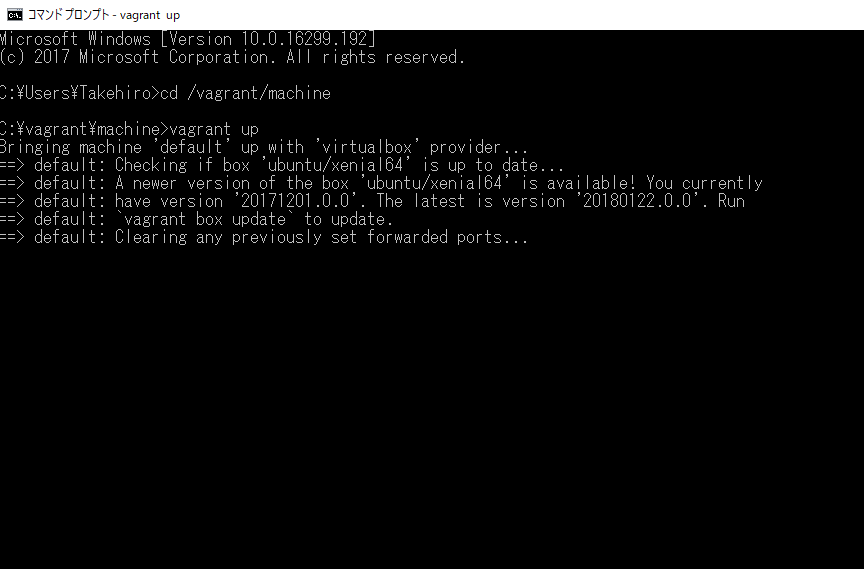 コマンドプロンプト - vagrant up
Microsoft Windows [Version 10.0.16299.192]
(c) 2017 Microsoft Corporation. All rights reserved.
C:¥Users¥Takehiro>cd /vagrant/machine
C:¥vagrant¥machine>vagrant up
Bringing machine 'default' up with 'virtualbox' provider...
==> default: Checking if box 'ubuntu/xenial64' is up to date...
==> default: A newer version of the box 'ubuntu/xenial64' is available! You currently
==> default: have version '20171201.0.0'. The latest is version '20180122.0.0'. Run
==> default: `vagrant box update` to update.
==> default: Clearing any previously set forwarded ports...